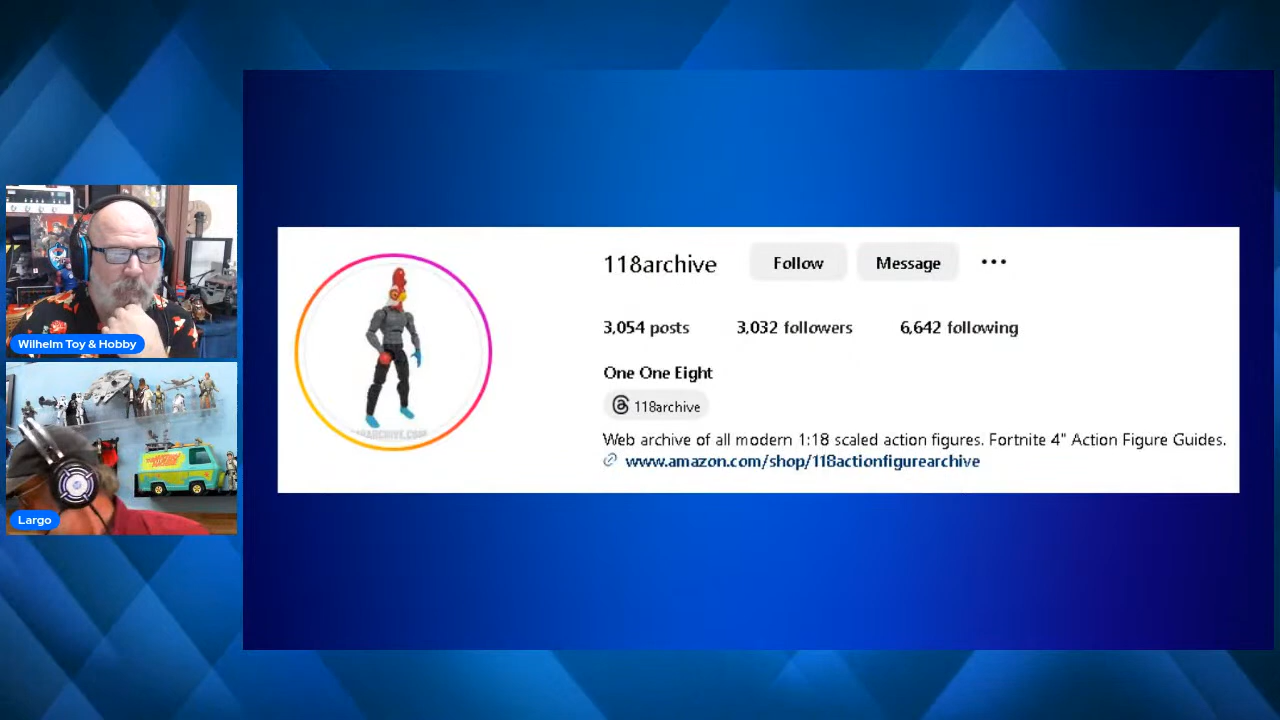 118archive Follow Message
3,054 posts 3,032 followers 6,642 following
One One Eight
118archive
Web archive of all modern 1:18 scaled action figures. Fortnite 4" Action Figure Guides.
www.amazon.com/shop/118actionfigurearchive
Wilhelm Toy & Hobby
Largo